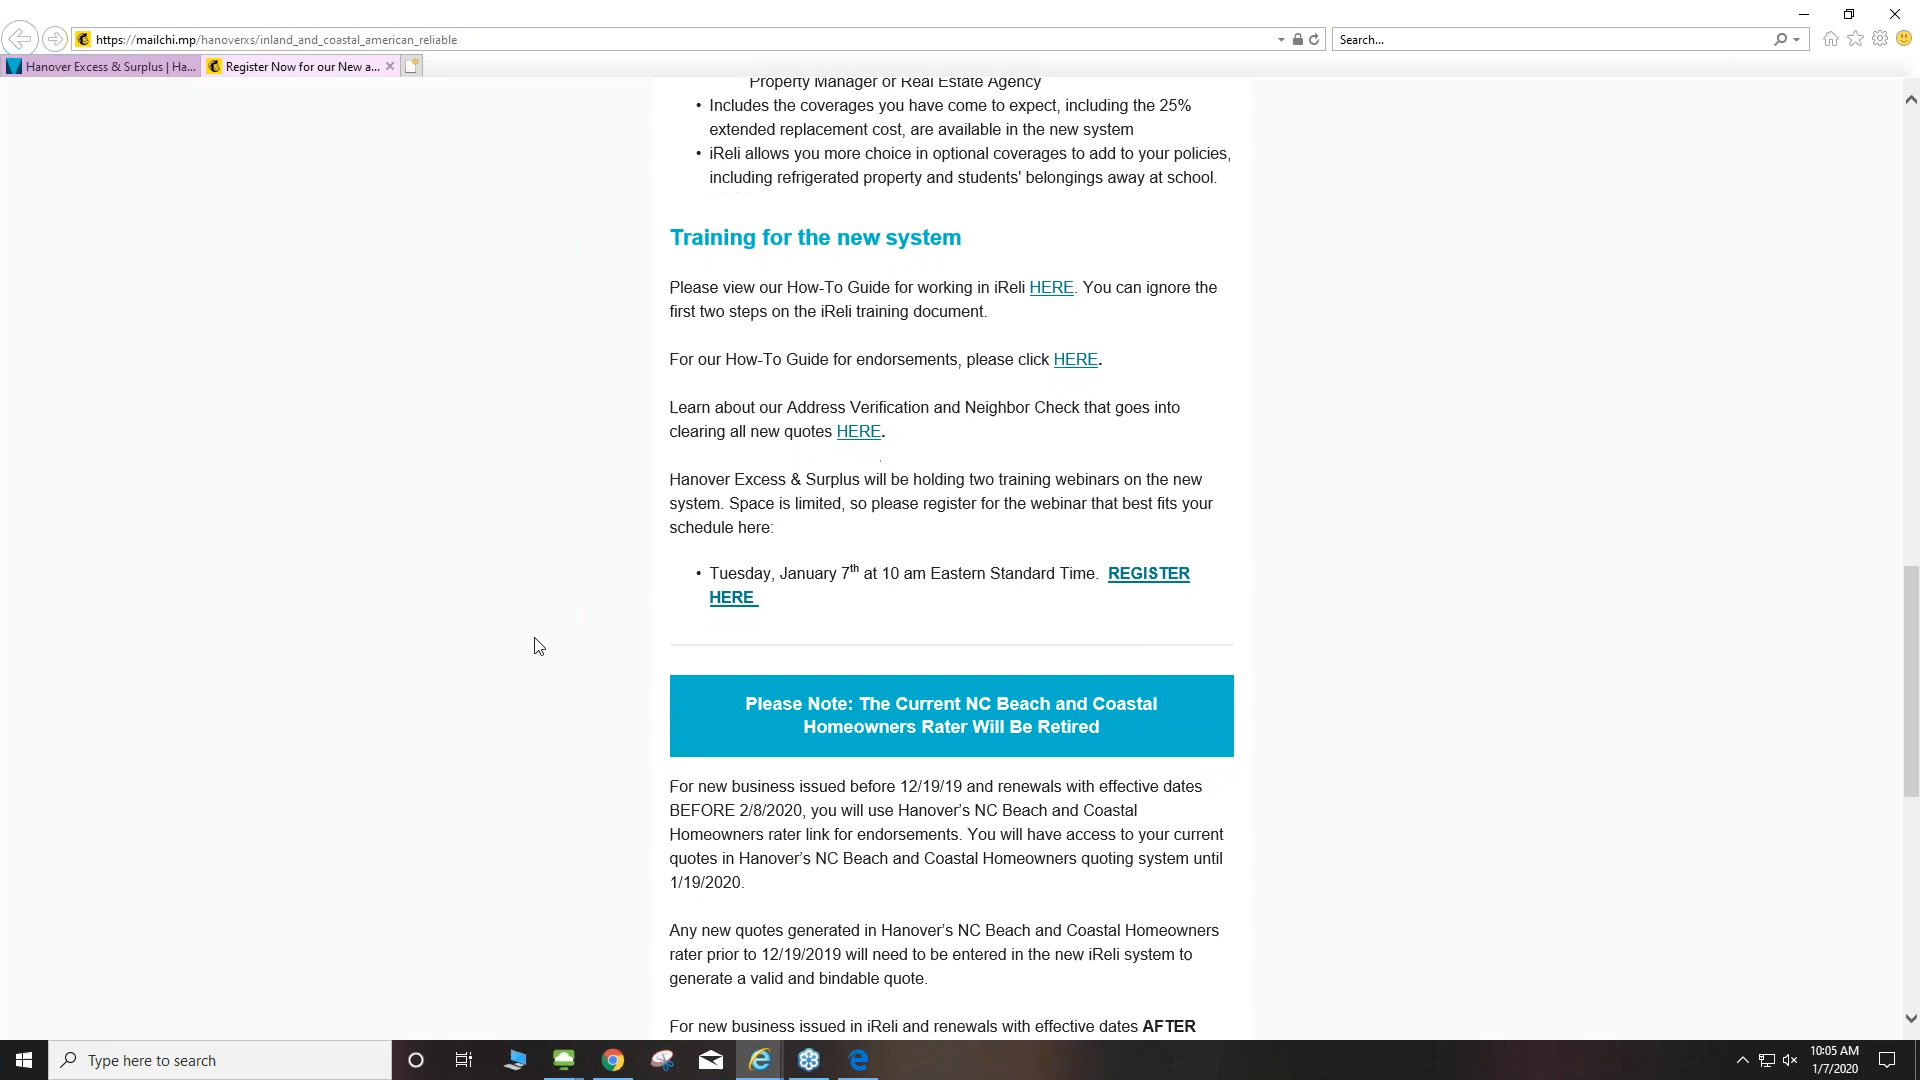 https://mailchi.mp/hanoverxs/inland_and_coastal_american_reliable
Search...
Hanover Excess & Surplus | Ha...
Register Now for our New a...
Property Manager or Real Estate Agency
• Includes the coverages you have come to expect, including the 25%
extended replacement cost, are available in the new system
• iReli allows you more choice in optional coverages to add to your policies,
including refrigerated property and students' belongings away at school.
Training for the new system
Please view our How-To Guide for working in iReli HERE. You can ignore the
first two steps on the iReli training document.
For our How-To Guide for endorsements, please click HERE.
Learn about our Address Verification and Neighbor Check that goes into
clearing all new quotes HERE.
Hanover Excess & Surplus will be holding two training webinars on the new
system. Space is limited, so please register for the webinar that best fits your
schedule here:
• Tuesday, January 7th at 10 am Eastern Standard Time. REGISTER
HERE
Please Note: The Current NC Beach and Coastal
Homeowners Rater Will Be Retired
For new business issued before 12/19/19 and renewals with effective dates
BEFORE 2/8/2020, you will use Hanover’s NC Beach and Coastal
Homeowners rater link for endorsements. You will have access to your current
quotes in Hanover’s NC Beach and Coastal Homeowners quoting system until
1/19/2020.
Any new quotes generated in Hanover’s NC Beach and Coastal Homeowners
rater prior to 12/19/2019 will need to be entered in the new iReli system to
generate a valid and bindable quote.
For new business issued in iReli and renewals with effective dates AFTER
Type here to search
10:05 AM
1/7/2020